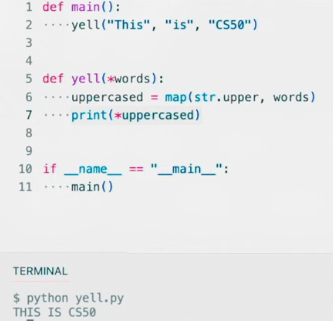 1 def main():
2 ····yell("This", "is", "CS50")
3
4
5 def yell(*words):
6 ····uppercased = map(str.upper, words)
7 ····print(*uppercased)
8
9
10 if __name__ == "__main__":
11 ····main()
TERMINAL
$ python yell.py
THIS IS CS50